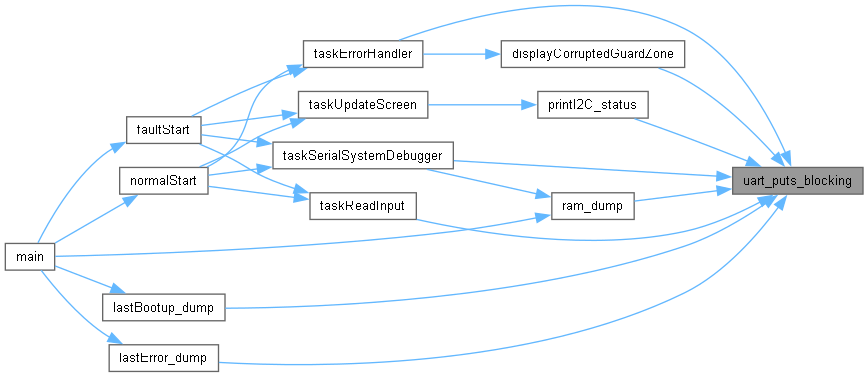 taskErrorHandler
displayCorruptedGuardZone
taskUpdateScreen
printI2C_status
faultStart
taskSerialSystemDebugger
normalStart
uart_puts_blocking
taskReadInput
ram_dump
main
lastBootup_dump
lastError_dump